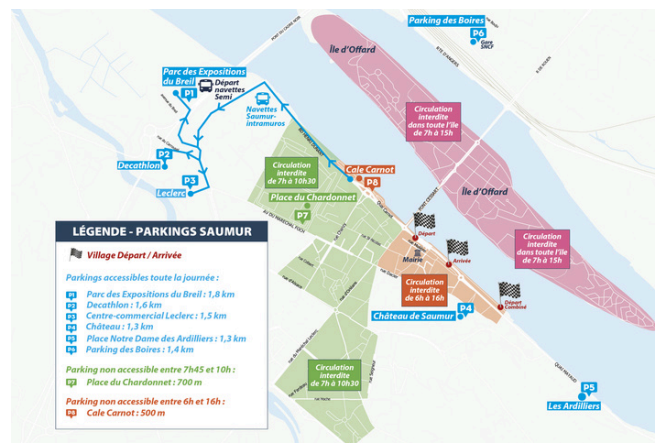 Parking des Boires
P6
Gare
SNCF
Île d'Offard
Parc des Expositions
du Breil
P1
Départ
navettes
Semi
Navettes
Saumur-
intramuros
P2
Decathlon
P3
Leclerc
Circulation
interdite
dans toute l'île
de 7h à 15h
Circulation
interdite
de 7h à 10h30
Cale Carnot
P8
Place du Chardonnet
P7
PONT CESSART
Île d'Offard
Départ
Mairie
Arrivée
Circulation
interdite
dans toute l'île
de 7h à 15h
Circulation
interdite
de 6h à 16h
Départ
Combiné
P4
Château de Saumur
Circulation
interdite
de 7h à 10h30
P5
Les Ardilliers
LÉGENDE - PARKINGS SAUMUR
Village Départ / Arrivée
Parkings accessibles toute la journée :
P1 Parc des Expositions du Breil : 1,8 km
P2 Decathlon : 1,6 km
P3 Centre-commercial Leclerc : 1,5 km
P4 Château : 1,3 km
P5 Place Notre Dame des Ardilliers : 1,3 km
P6 Parking des Boires : 1,4 km
Parking non accessible entre 7h45 et 10h :
P7 Place du Chardonnet : 700 m
Parking non accessible entre 6h et 16h :
P8 Cale Carnot : 500 m